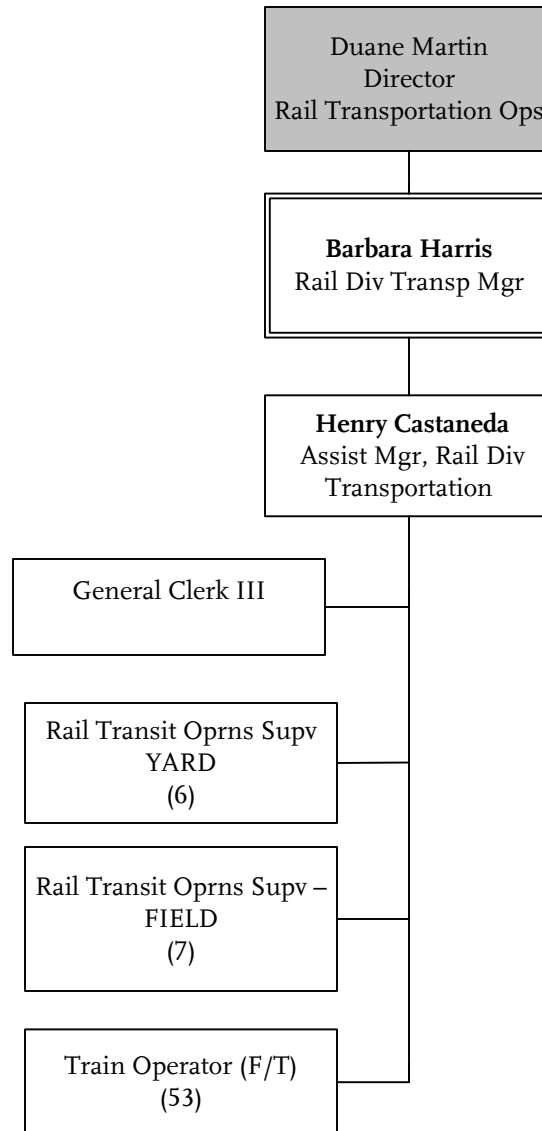 Duane Martin
Director
Rail Transportation Ops
Barbara Harris
Rail Div Transp Mgr
Henry Castaneda
Assist Mgr, Rail Div
Transportation
General Clerk III
Rail Transit Oprns Supv
YARD
(6)
Rail Transit Oprns Supv –
FIELD
(7)
Train Operator (F/T)
(53)